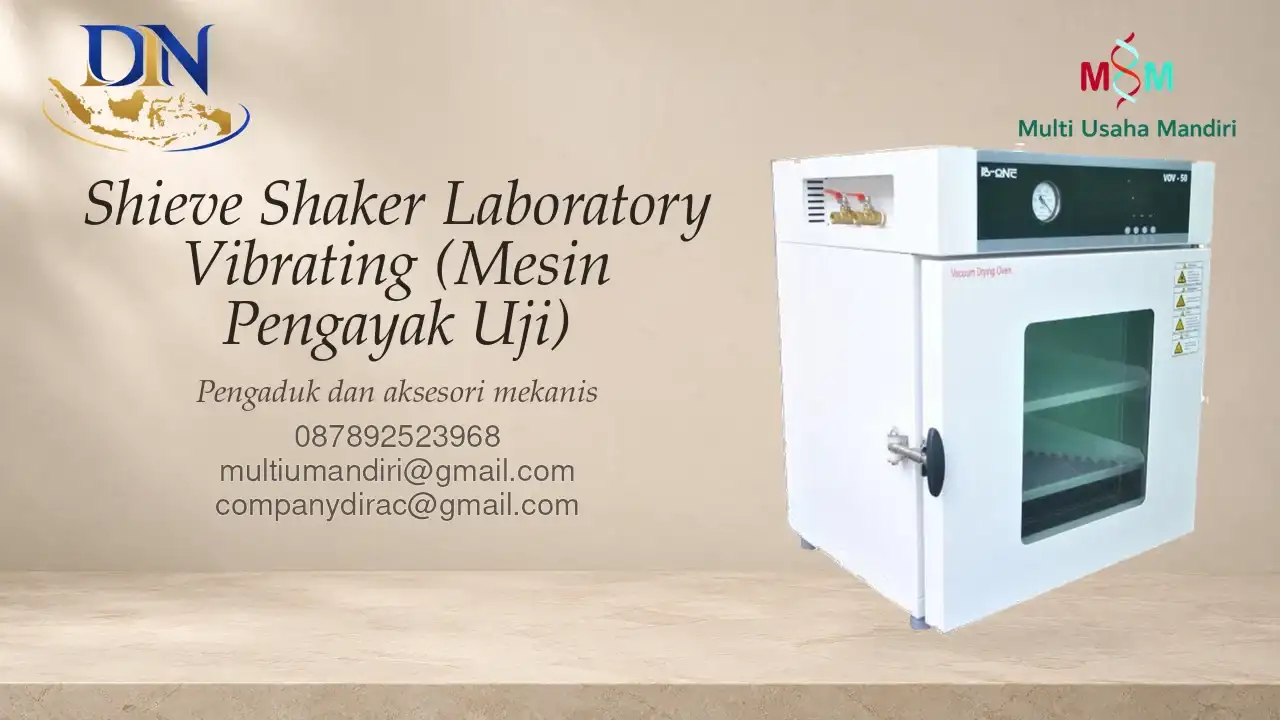 DIN
MSM
Multi Usaha Mandiri
Shieve Shaker Laboratory
Vibrating (Mesin
Pengayak Uji)
Pengaduk dan aksesori mekanis
087892523968
multiumandiri@gmail.com
companydirac@gmail.com
VOV - 50
Vacuum Drying Oven